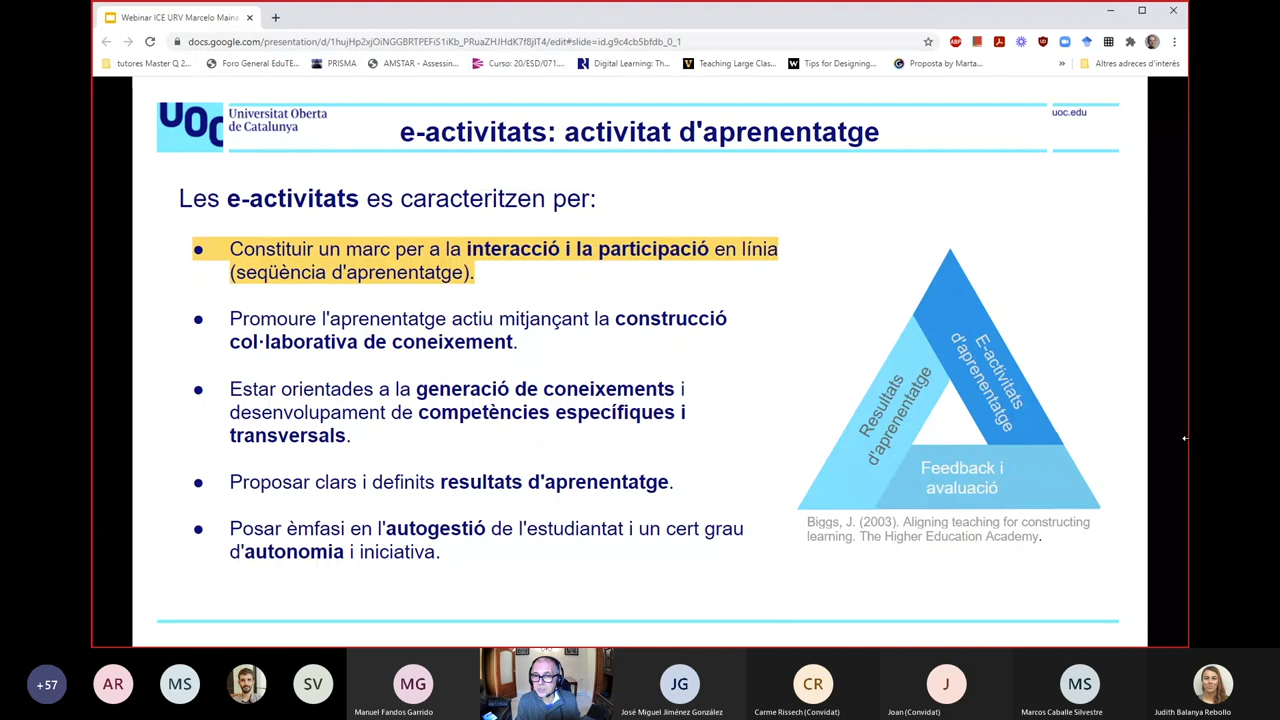 Webinar ICE URV Marcelo Maina
docs.google.com/presentation/d/1hujHp2xjOiNGGBRTPEFiS1iKb_PRuaZHJHdK7f8jIT4/edit#slide=id.g9c4cb5bfdb_0_1
tutores Master Q 2...
Foro General EduTE...
PRISMA
AMSTAR - Assessin...
Curso: 20/ESD/071....
Digital Learning: Th...
Teaching Large Clas...
Tips for Designing...
Proposta by Marta...
»
Altres adreces d'interès
UOC
Universitat Oberta
de Catalunya
e-activitats: activitat d'aprenentatge
uoc.edu
Les e-activitats es caracteritzen per:
● Constituir un marc per a la interacció i la participació en línia
(seqüència d'aprenentatge).
● Promoure l'aprenentatge actiu mitjançant la construcció
col·laborativa de coneixement.
● Estar orientades a la generació de coneixements i
desenvolupament de competències específiques i
transversals.
● Proposar clars i definits resultats d'aprenentatge.
● Posar èmfasi en l'autogestió de l'estudiantat i un cert grau
d'autonomia i iniciativa.
Resultats
d'aprenentatge
E-activitats
d'aprenentatge
Feedback i
avaluació
Biggs, J. (2003). Aligning teaching for constructing
learning. The Higher Education Academy.
+57
AR
MS
SV
MG
Manuel Fandos Garrido
JG
José Miguel Jiménez González
CR
Carme Rissech (Convidat)
J
Joan (Convidat)
MS
Marcos Caballe Silvestre
Judith Balanya Rebollo